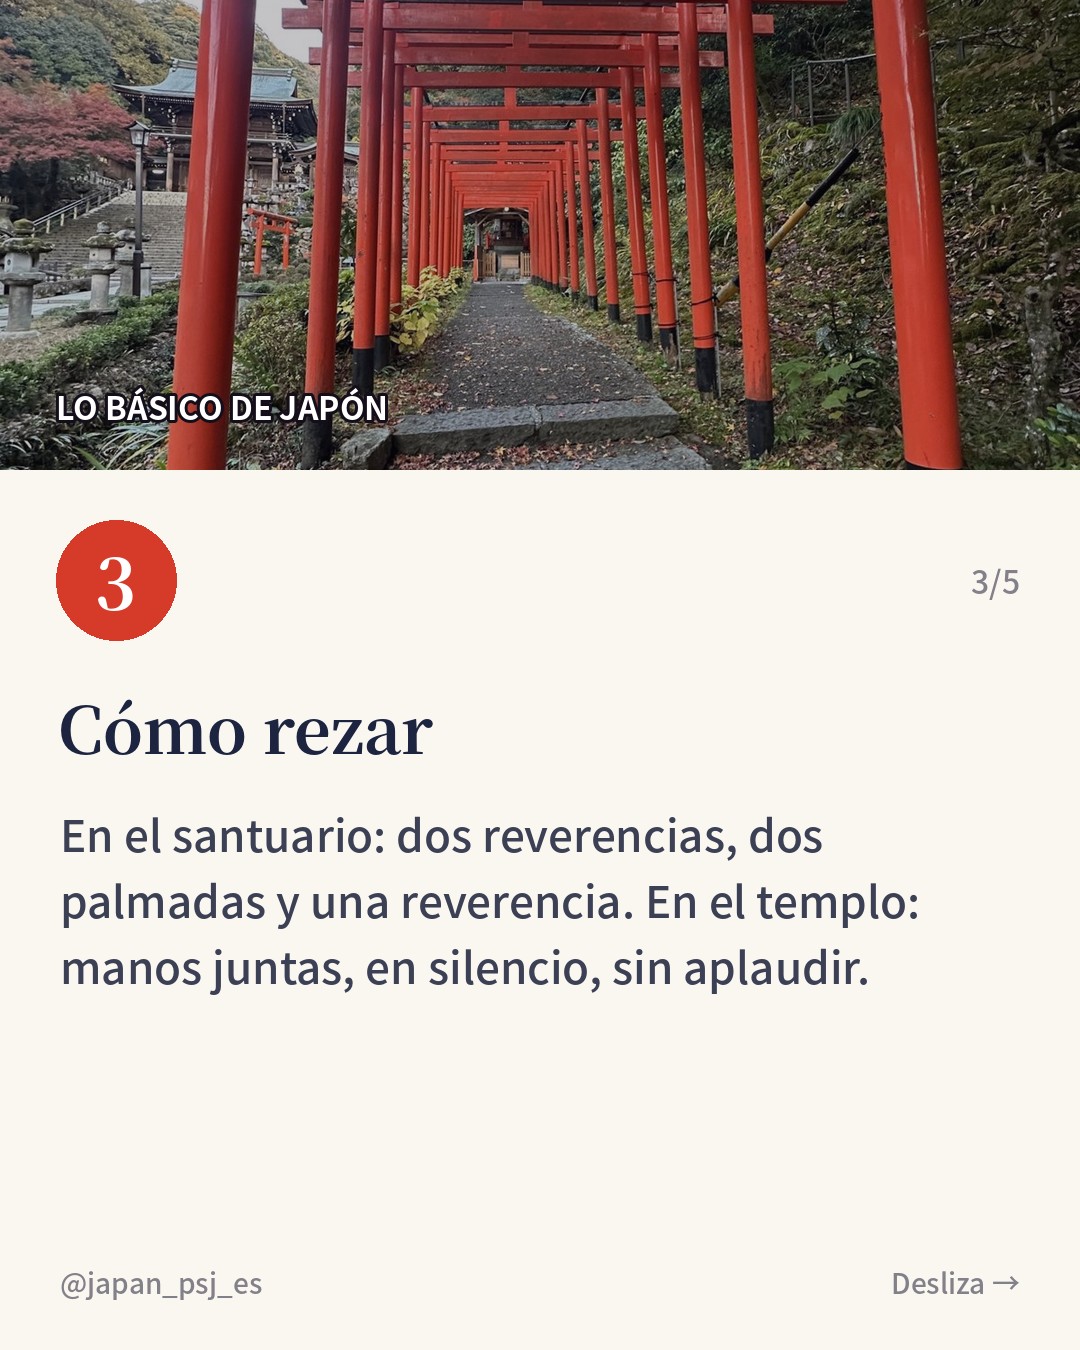 LO BÁSICO DE JAPÓN
3
3/5
Cómo rezar
En el santuario: dos reverencias, dos
palmadas y una reverencia. En el templo:
manos juntas, en silencio, sin aplaudir.
@japan_psj_es
Desliza →